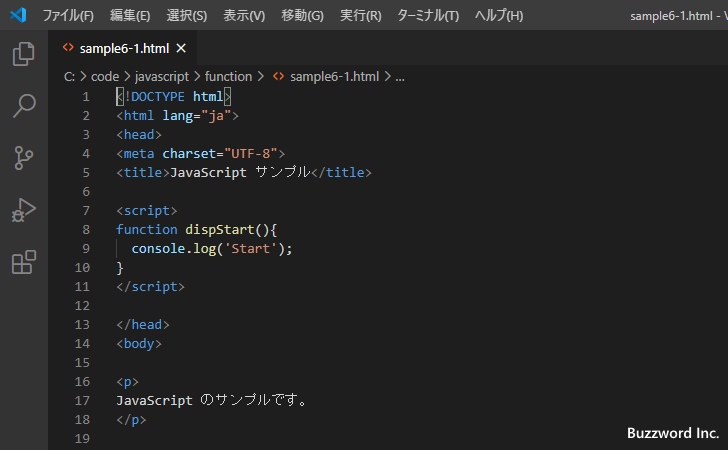 ファイル(F) 編集(E) 選択(S) 表示(V) 移動(G) 実行(R) ターミナル(T) ヘルプ(H) sample6-1.html - V
<> sample6-1.html ×
C: > code > javascript > function > <> sample6-1.html > ...
1 <!DOCTYPE html>
2 <html lang="ja">
3 <head>
4 <meta charset="UTF-8">
5 <title>JavaScript サンプル</title>
6
7 <script>
8 function dispStart(){
9   console.log('Start');
10 }
11 </script>
12
13 </head>
14 <body>
15
16 <p>
17 JavaScript のサンプルです。
18 </p>
19
Buzzword Inc.